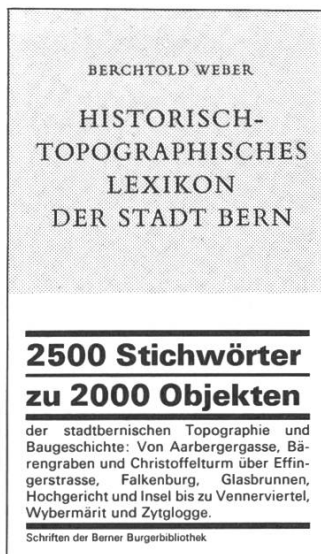 BERCHTOLD WEBER
HISTORISCH-
TOPOGRAPHISCHES
LEXIKON
DER STADT BERN
2500 Stichwörter
zu 2000 Objekten
der stadtbernischen Topographie und
Baugeschichte: Von Aarbergergasse, Bä-
rengraben und Christoffelturm über Effin-
gerstrasse, Falkenburg, Glasbrunnen,
Hochgericht und Insel bis zu Vennerviertel,
Wybermärit und Zytglogge.
Schriften der Berner Burgerbibliothek